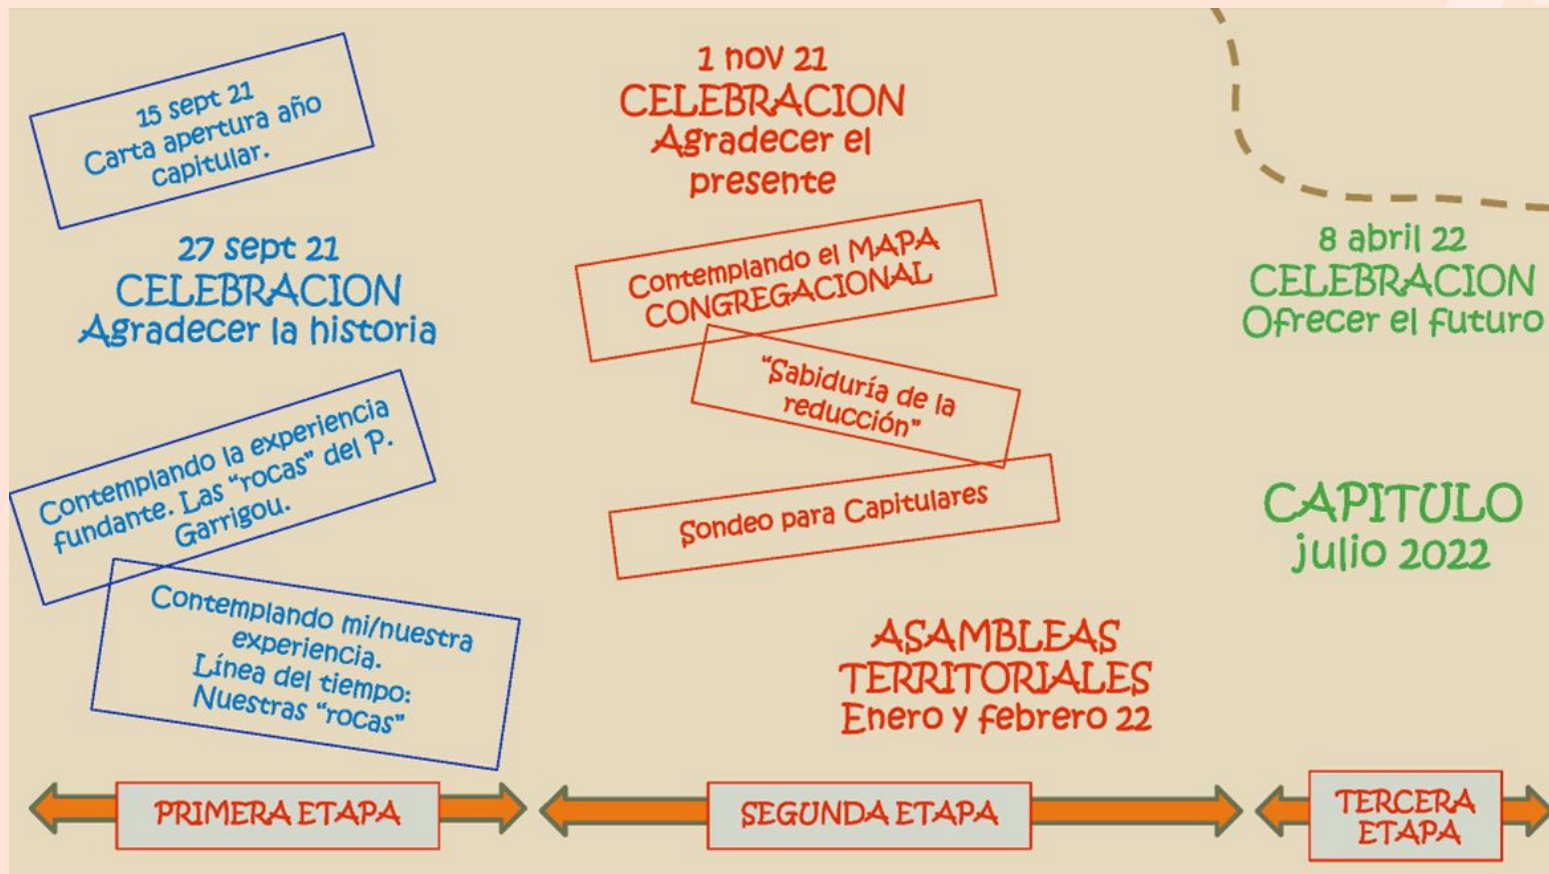 15 sept 21
Carta apertura año
capitular.
27 sept 21
CELEBRACION
Agradecer la historia
Contemplando la experiencia
fundante. Las “rocas” del P.
Garrigou.
Contemplando mi/nuestra
experiencia.
Línea del tiempo:
Nuestras “rocas”
1 nov 21
CELEBRACION
Agradecer el
presente
Contemplando el MAPA
CONGREGACIONAL
“Sabiduría de la
reducción”
Sondeo para Capitulares
ASAMBLEAS
TERRITORIALES
Enero y febrero 22
8 abril 22
CELEBRACION
Ofrecer el futuro
CAPITULO
julio 2022
PRIMERA ETAPA
SEGUNDA ETAPA
TERCERA
ETAPA